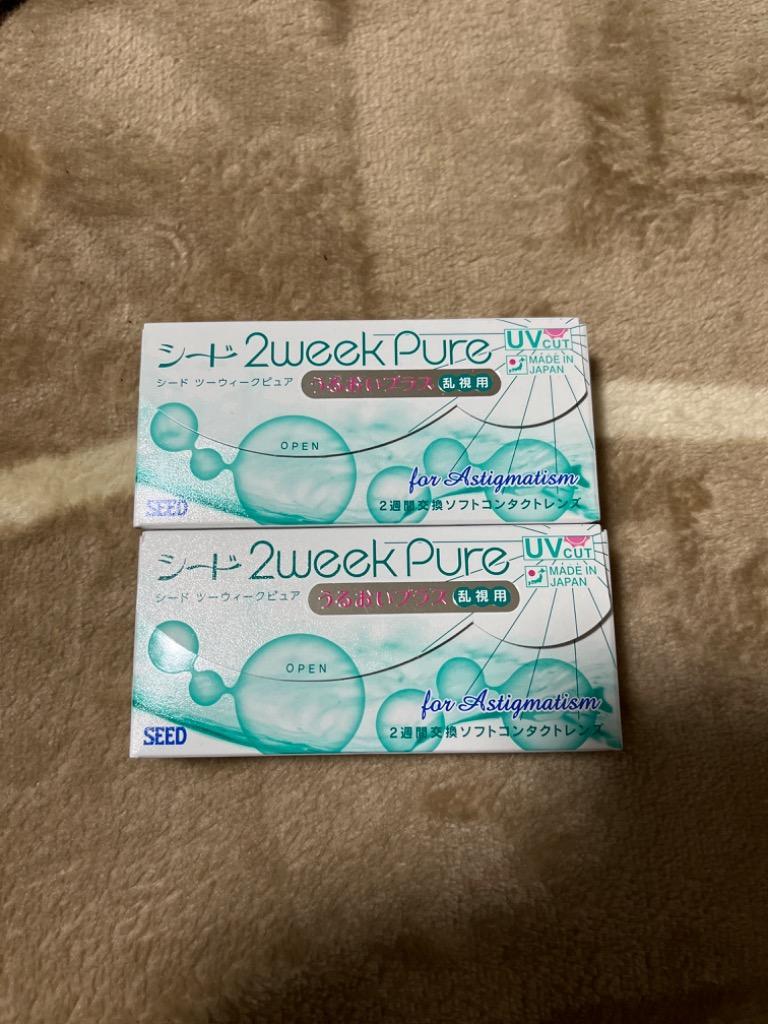 シード 2week Pure
UV CUT
MADE IN
JAPAN
シード ツーウィークピュア
うるおいプラス 乱視用
OPEN
for Astigmatism
SEED
2週間交換ソフトコンタクトレンズ
シード 2week Pure
UV CUT
MADE IN
JAPAN
シード ツーウィークピュア
うるおいプラス 乱視用
OPEN
for Astigmatism
SEED
2週間交換ソフトコンタクトレンズ